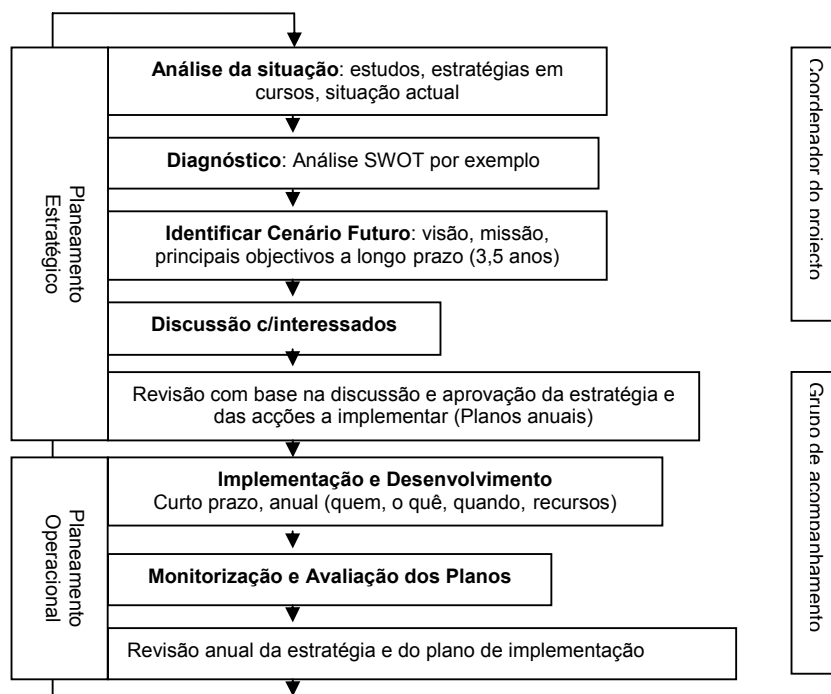 Análise da situação: estudos, estratégias em
cursos, situação actual
Diagnóstico: Análise SWOT por exemplo
Identificar Cenário Futuro: visão, missão,
principais objectivos a longo prazo (3,5 anos)
Discussão c/interessados
Revisão com base na discussão e aprovação da estratégia e
das acções a implementar (Planos anuais)
Planeamento
Estratégico
Implementação e Desenvolvimento
Curto prazo, anual (quem, o quê, quando, recursos)
Monitorização e Avaliação dos Planos
Revisão anual da estratégia e do plano de implementação
Planeamento
Operacional
Coordenador do projecto
Grupo de acompanhamento